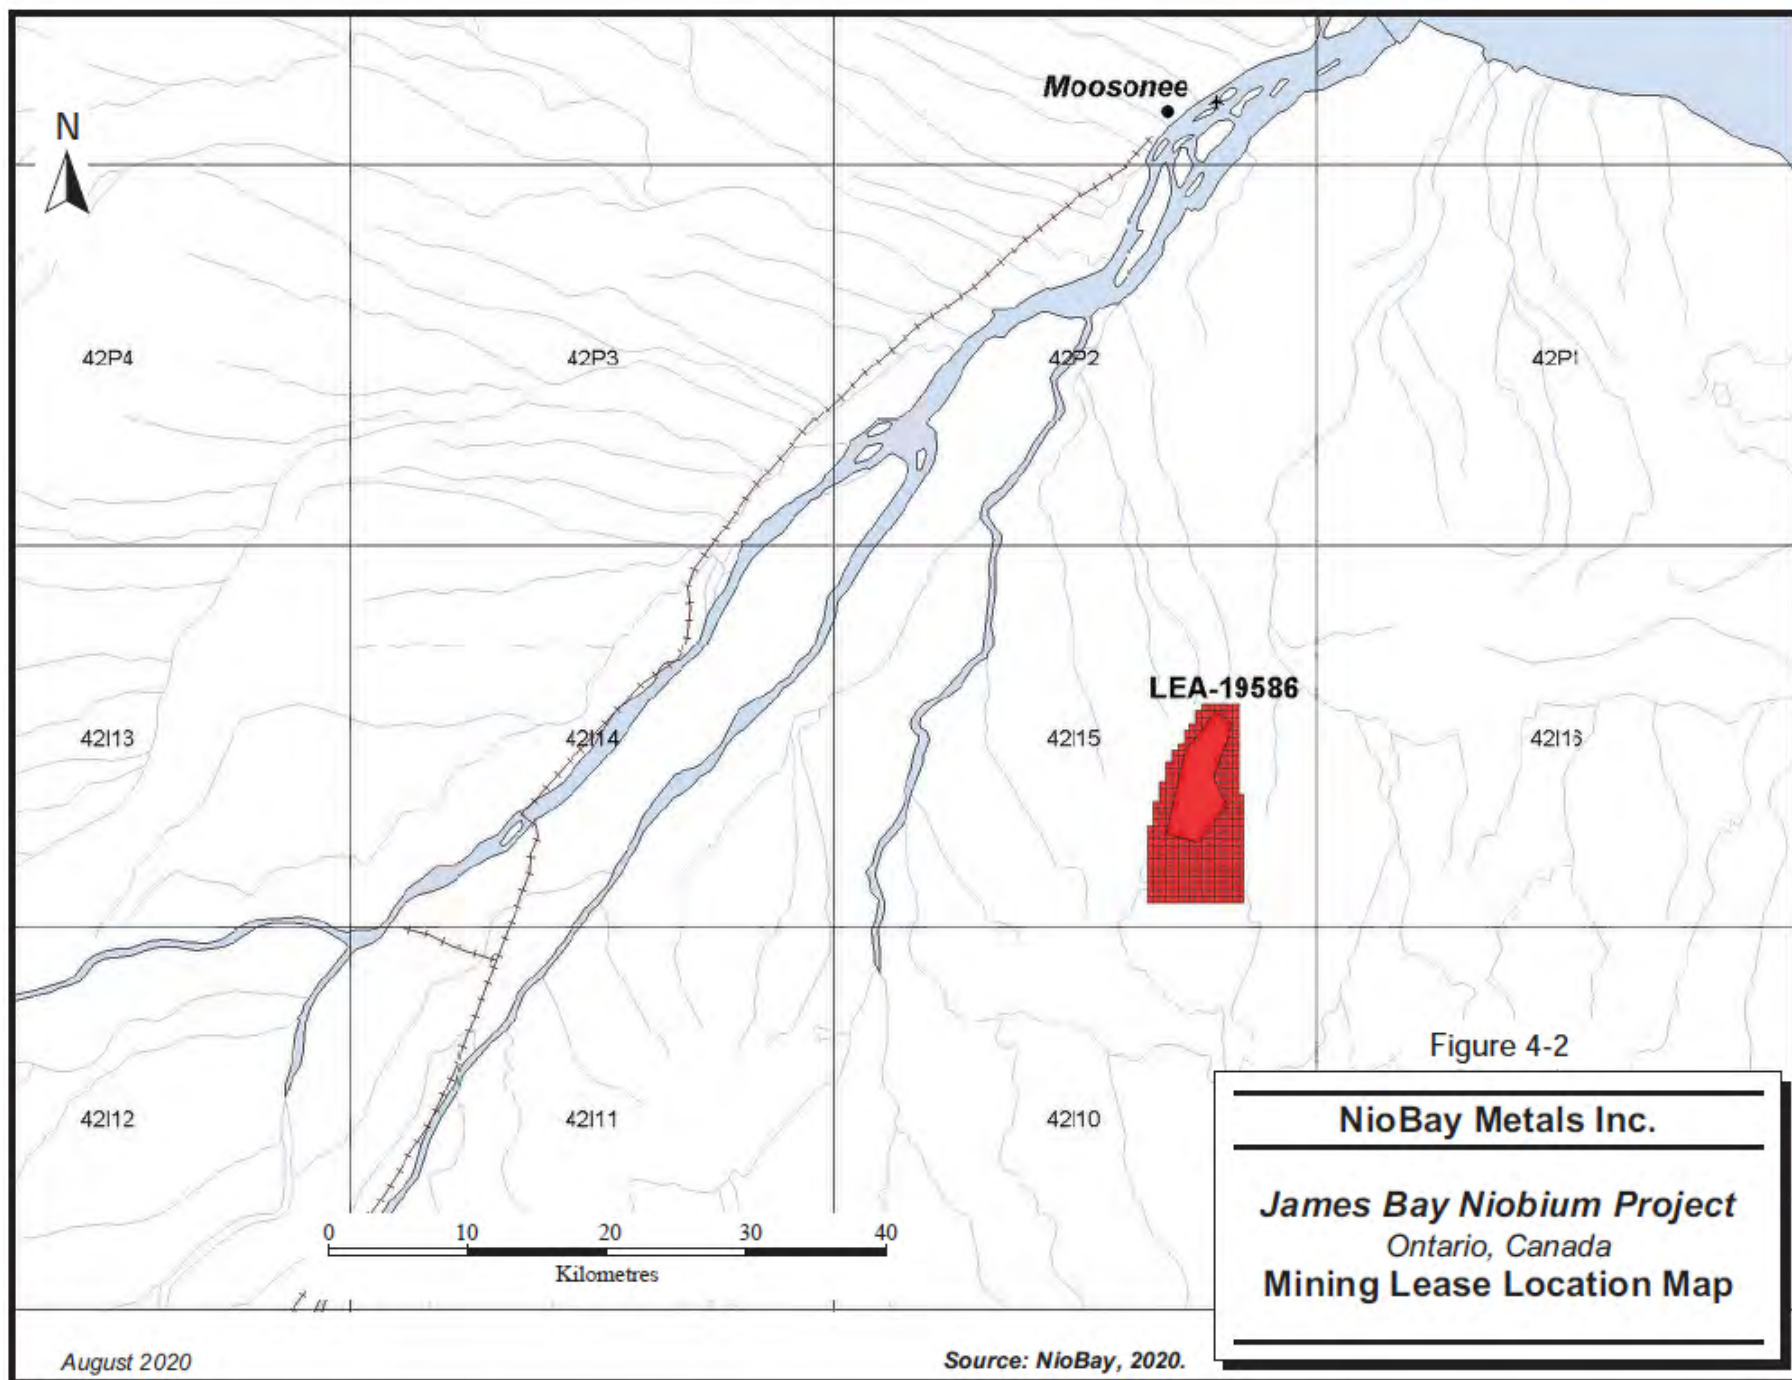 Moosonee
N
42P4
42P3
42P2
42P1
LEA-19586
42I13
42I14
42I15
42I16
Figure 4-2
42I12
42I11
42I10
NioBay Metals Inc.
James Bay Niobium Project
Ontario, Canada
Mining Lease Location Map
0 10 20 30 40
Kilometres
August 2020
Source: NioBay, 2020.